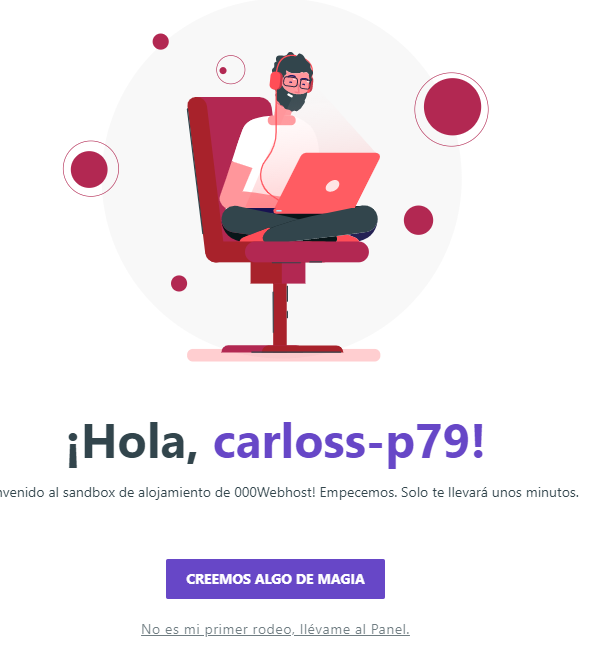 ¡Hola, carloss-p79!
al sandbox de alojamiento de 000Webhost! Empecemos. Solo te llevará unos minutos.
CREEMOS ALGO DE MAGIA
No es mi primer rodeo, llévame al Panel.